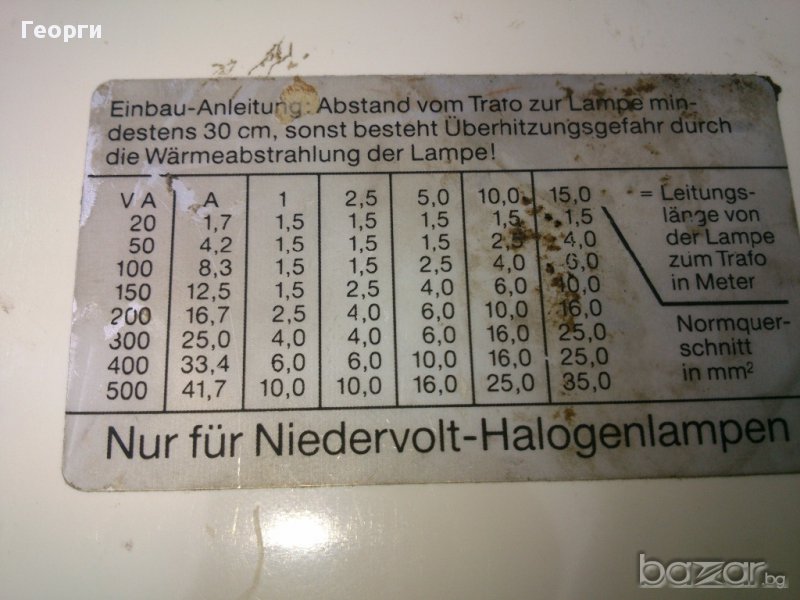 Георги
Einbau-Anleitung: Abstand vom Trafo zur Lampe min-
destens 30 cm, sonst besteht Überhitzungsgefahr durch
die Wärmeabstrahlung der Lampe!
V A A 1 2,5 5,0 10,0 15,0 = Leitungs-
20 1,7 1,5 1,5 1,5 1,5 1,5 länge von
50 4,2 1,5 1,5 1,5 2,5 4,0 der Lampe
100 8,3 1,5 1,5 2,5 4,0 6,0 zum Trafo
150 12,5 1,5 2,5 4,0 6,0 10,0 in Meter
200 16,7 2,5 4,0 6,0 10,0 16,0 Normquer-
300 25,0 4,0 4,0 6,0 16,0 25,0 schnitt
400 33,4 6,0 6,0 10,0 16,0 25,0 in mm²
500 41,7 10,0 10,0 16,0 25,0 35,0
Nur für Niedervolt-Halogenlampen
bazar.bg